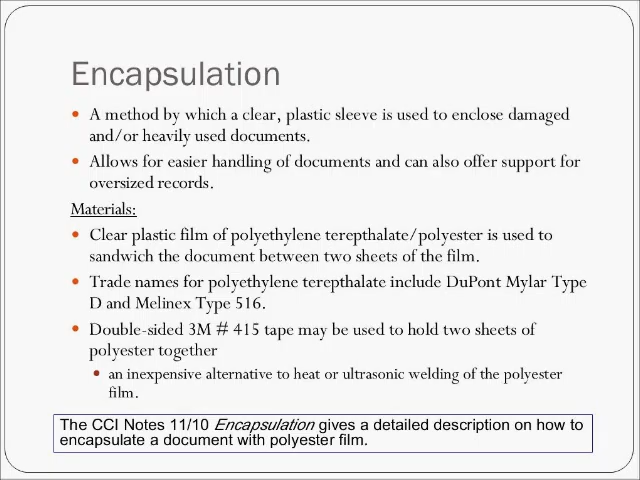 Encapsulation
• A method by which a clear, plastic sleeve is used to enclose damaged
and/or heavily used documents.
• Allows for easier handling of documents and can also offer support for
oversized records.
Materials:
• Clear plastic film of polyethylene terepthalate/polyester is used to
sandwich the document between two sheets of the film.
• Trade names for polyethylene terepthalate include DuPont Mylar Type
D and Melinex Type 516.
• Double-sided 3M # 415 tape may be used to hold two sheets of
polyester together
• an inexpensive alternative to heat or ultrasonic welding of the polyester
film.
The CCI Notes 11/10 Encapsulation gives a detailed description on how to
encapsulate a document with polyester film.